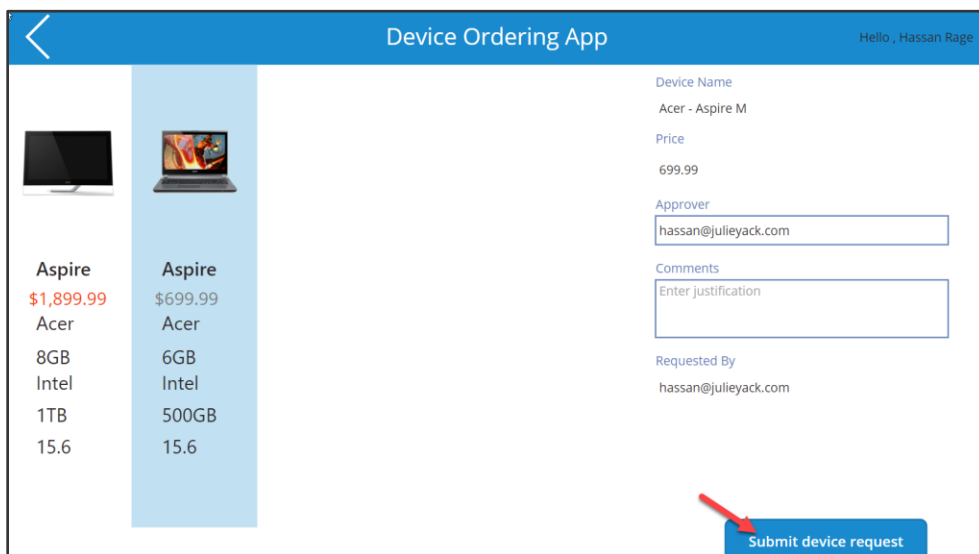 Device Ordering App
Hello , Hassan Rage
Aspire
$1,899.99
Acer
8GB
Intel
1TB
15.6
Aspire
$699.99
Acer
6GB
Intel
500GB
15.6
Device Name
Acer - Aspire M
Price
699.99
Approver
hassan@julieyack.com
Comments
Enter justification
Requested By
hassan@julieyack.com
Submit device request